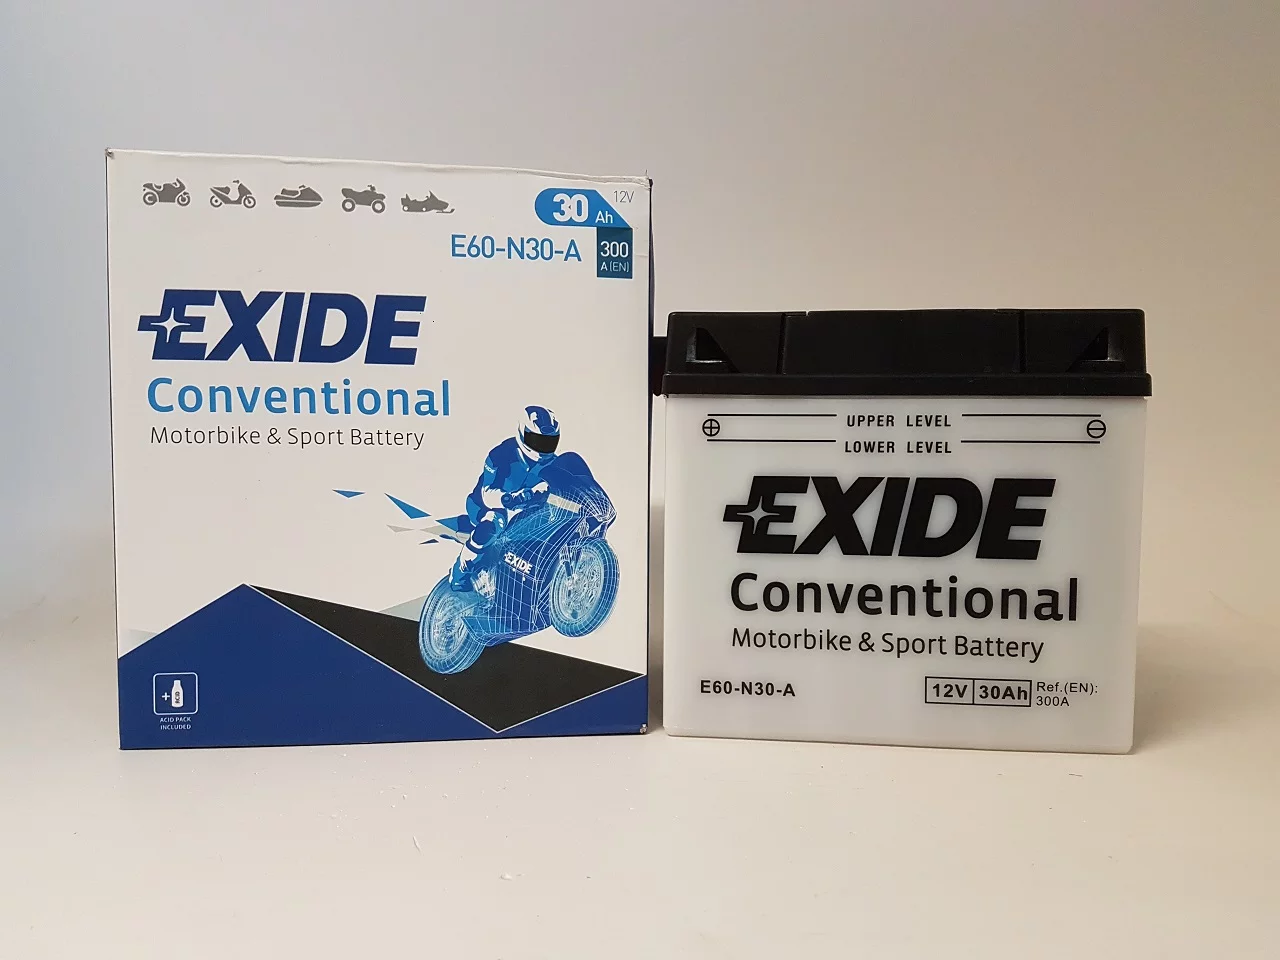 30 Ah
12V
E60-N30-A
300
A (EN)
EXIDE
Conventional
Motorbike & Sport Battery
EXIDE
+
ACID
ACID PACK
INCLUDED
UPPER LEVEL
LOWER LEVEL
EXIDE
Conventional
Motorbike & Sport Battery
E60-N30-A
12V 30Ah Ref.(EN):
300A